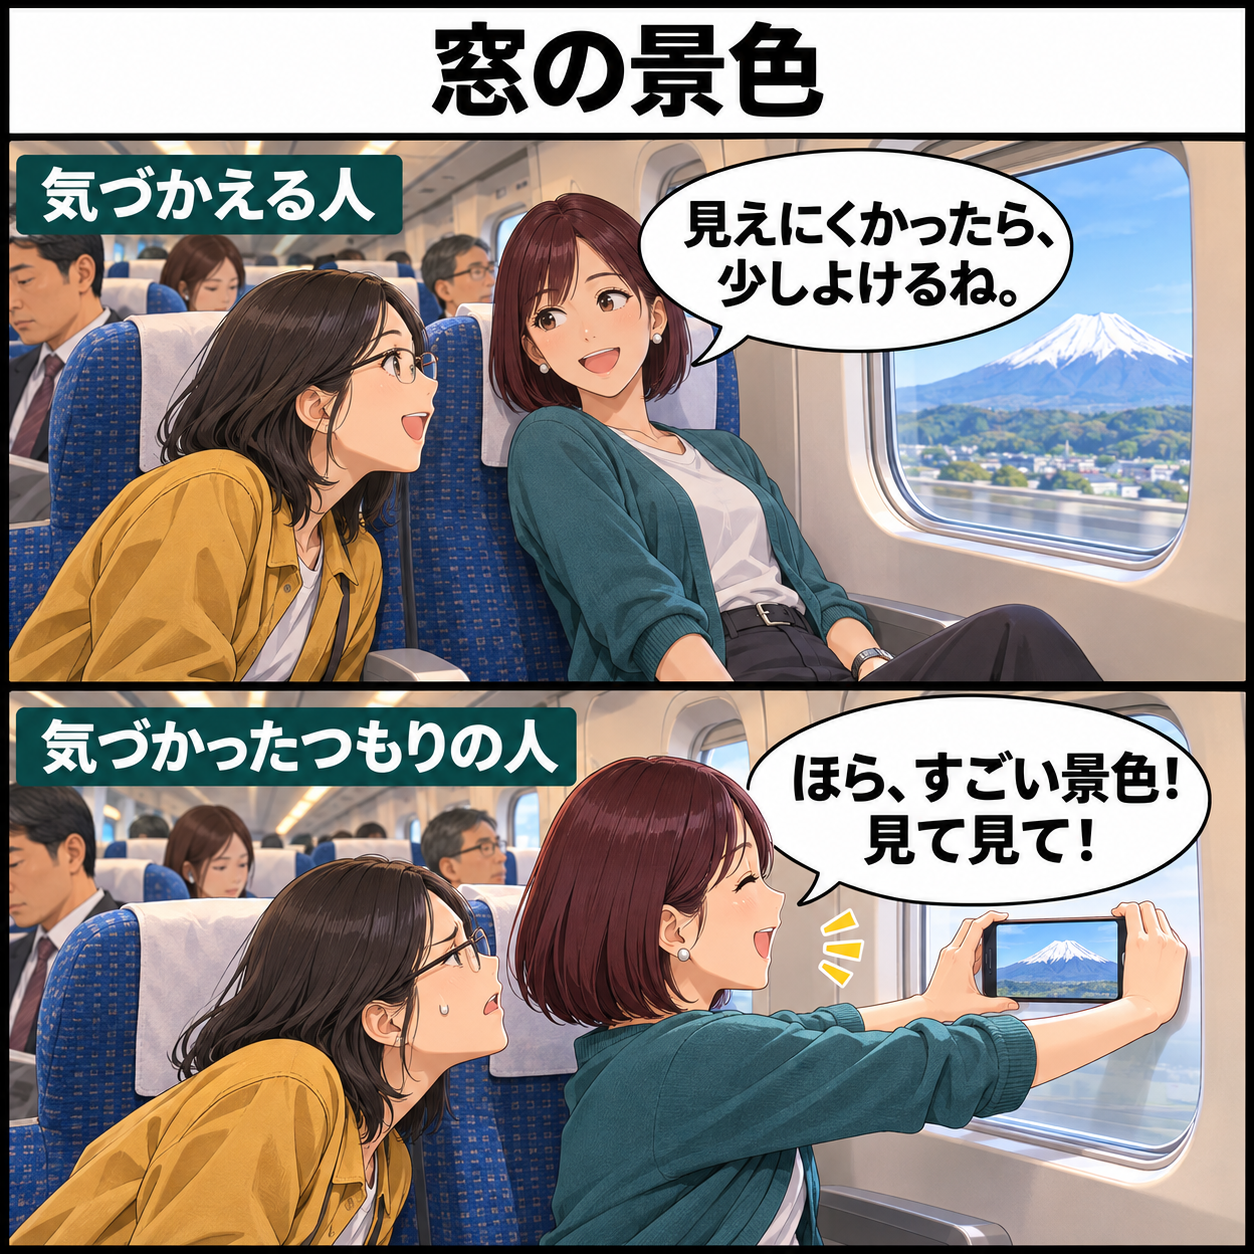 窓の景色
気づかえる人
見えにくかったら、
少しよけるね。
気づかったつもりの人
ほら、すごい景色!
見て見て!